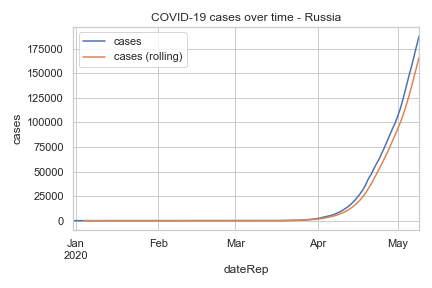 COVID-19 cases over time - Russia
cases
cases (rolling)
175000
150000
125000
100000
75000
50000
25000
0
cases
Jan
2020
Feb
Mar
Apr
May
dateRep